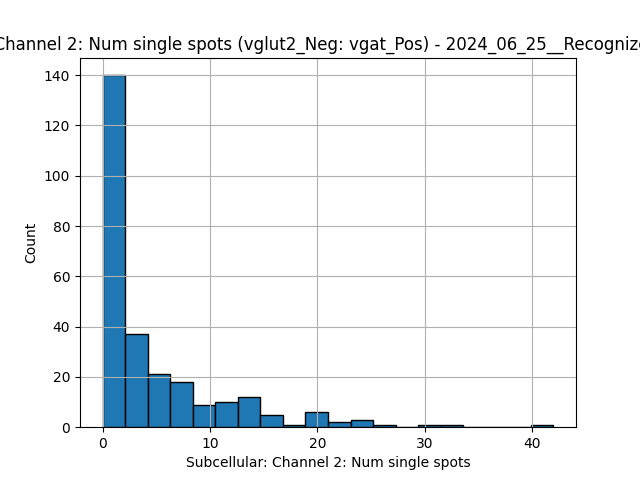 Channel 2: Num single spots (vglut2_Neg: vgat_Pos) - 2024_06_25__Recognize
140
120
100
80
60
40
20
0
Count
0 10 20 30 40
Subcellular: Channel 2: Num single spots